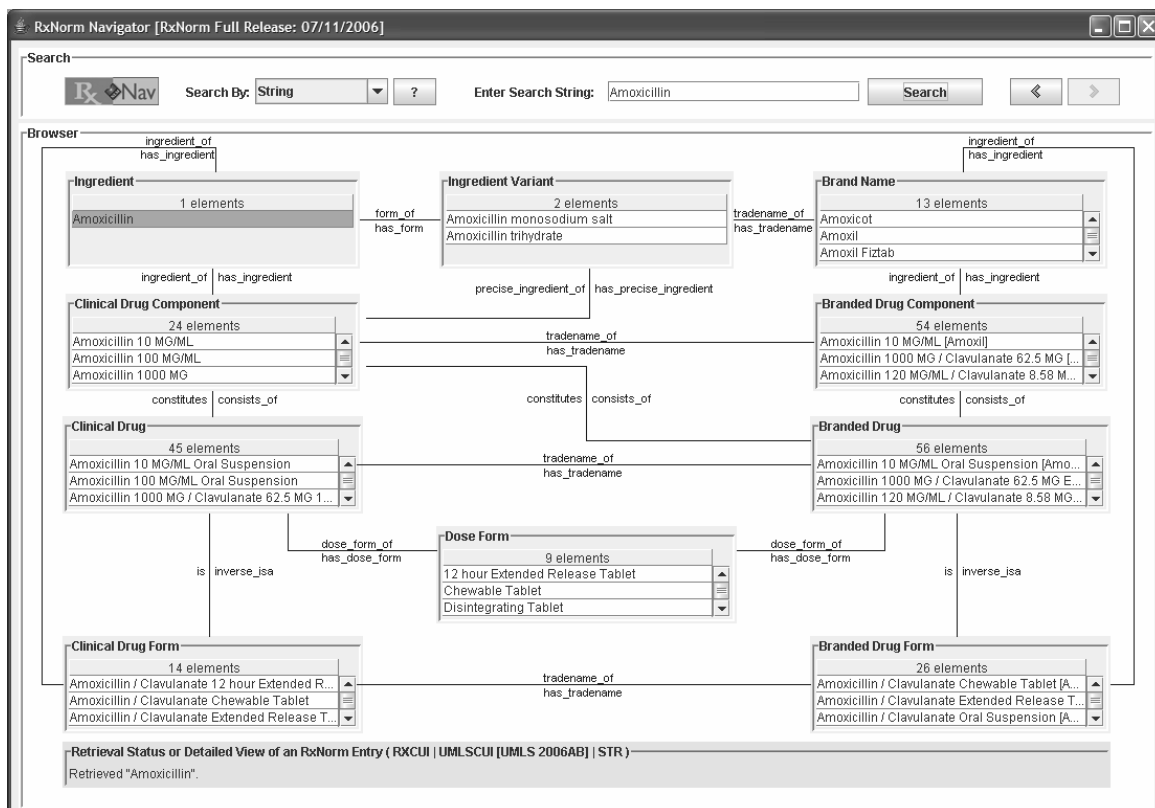 RxNorm Navigator [RxNorm Full Release: 07/11/2006]
Search
Rx Nav
Search By: String ?
Enter Search String: Amoxicillin Search
Browser
ingredient_of
has_ingredient
ingredient_of
has_ingredient
Ingredient
1 elements
Amoxicillin
form_of
has_form
Ingredient Variant
2 elements
Amoxicillin monosodium salt
Amoxicillin trihydrate
tradename_of
has_tradename
Brand Name
13 elements
Amoxicot
Amoxil
Amoxil Fiztab
ingredient_of has_ingredient
precise_ingredient_of has_precise_ingredient
ingredient_of has_ingredient
Clinical Drug Component
24 elements
Amoxicillin 10 MG/ML
Amoxicillin 100 MG/ML
Amoxicillin 1000 MG
tradename_of
has_tradename
Branded Drug Component
54 elements
Amoxicillin 10 MG/ML [Amoxil]
Amoxicillin 1000 MG / Clavulanate 62.5 MG [...
Amoxicillin 120 MG/ML / Clavulanate 8.58 M...
constitutes consists_of
constitutes consists_of
constitutes consists_of
Clinical Drug
45 elements
Amoxicillin 10 MG/ML Oral Suspension
Amoxicillin 100 MG/ML Oral Suspension
Amoxicillin 1000 MG / Clavulanate 62.5 MG 1...
tradename_of
has_tradename
Branded Drug
56 elements
Amoxicillin 10 MG/ML Oral Suspension [Amo...
Amoxicillin 1000 MG / Clavulanate 62.5 MG E...
Amoxicillin 120 MG/ML / Clavulanate 8.58 MG...
dose_form_of
has_dose_form
Dose Form
9 elements
12 hour Extended Release Tablet
Chewable Tablet
Disintegrating Tablet
dose_form_of
has_dose_form
is inverse_isa
is inverse_isa
Clinical Drug Form
14 elements
Amoxicillin / Clavulanate 12 hour Extended R...
Amoxicillin / Clavulanate Chewable Tablet
Amoxicillin / Clavulanate Extended Release T...
tradename_of
has_tradename
Branded Drug Form
26 elements
Amoxicillin / Clavulanate Chewable Tablet [A...
Amoxicillin / Clavulanate Extended Release T...
Amoxicillin / Clavulanate Oral Suspension [A...
Retrieval Status or Detailed View of an RxNorm Entry ( RXCUI | UMLSCUI [UMLS 2006AB] | STR )
Retrieved "Amoxicillin".